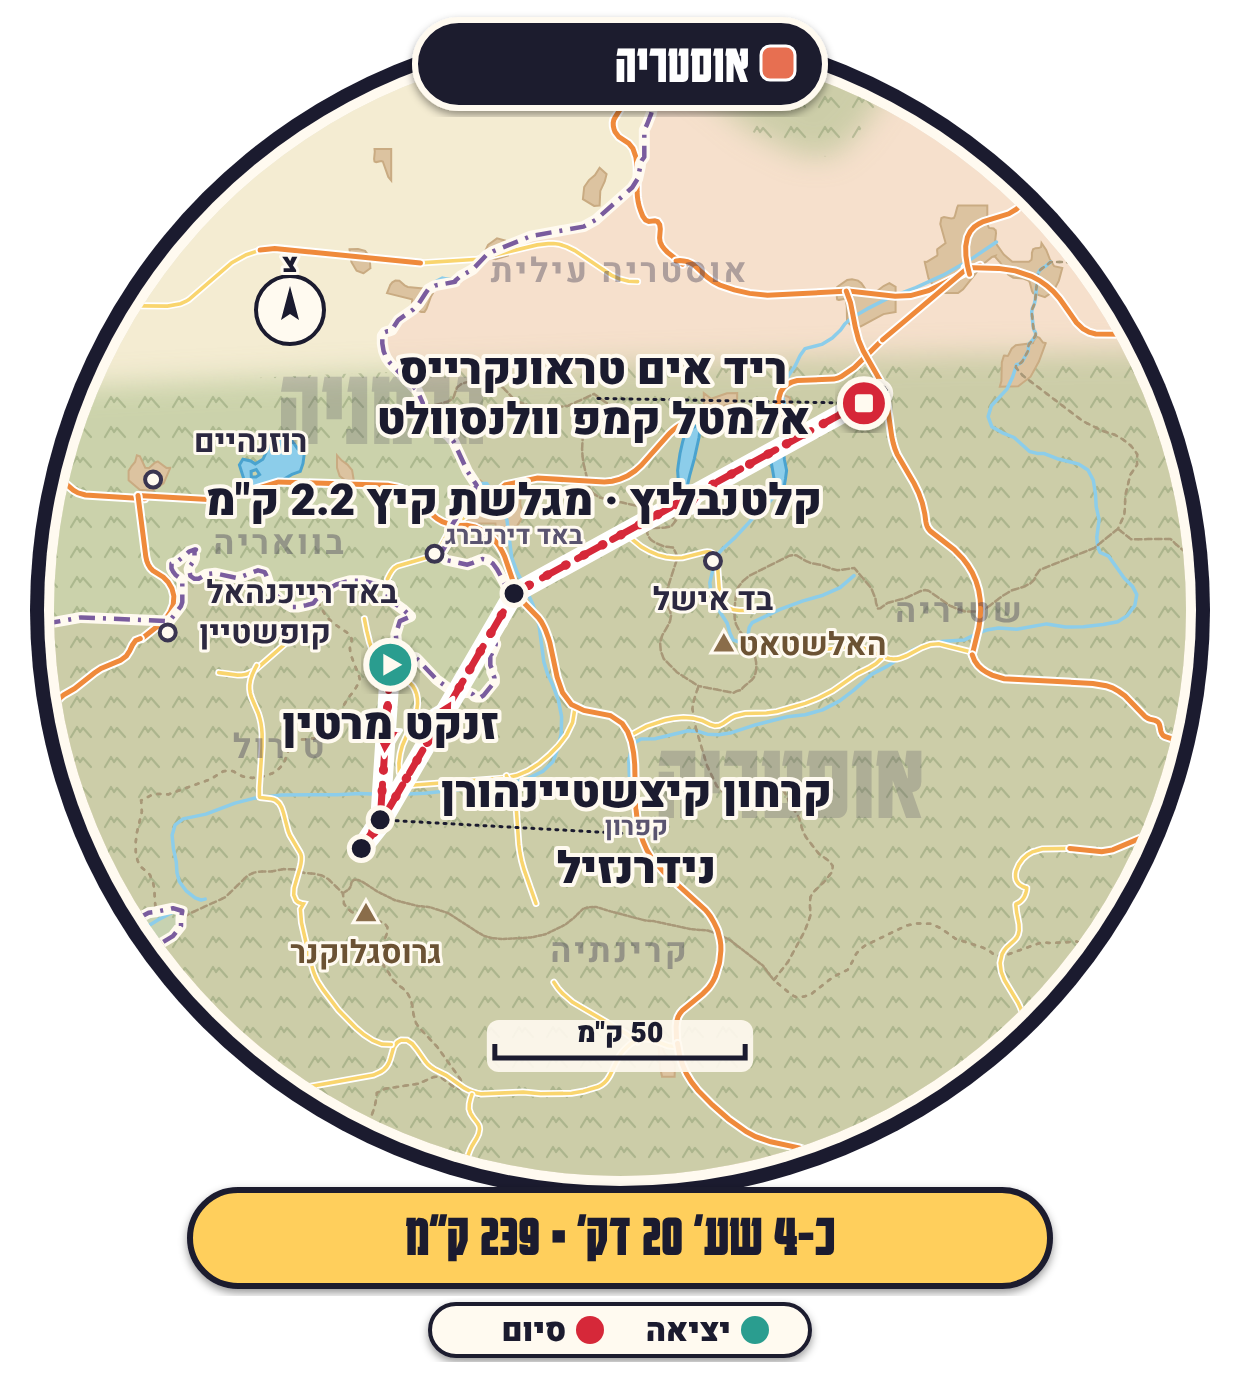 אוסטריה
צ
אוסטריה עילית
ריד אים טראונקרייס
אלמטל קמפ וולנסוולט
רוזנהיים
קלטנבליץ · מגלשת קיץ 2.2 ק"מ
באד דירנברג
בוואריה
באד רייכנהאל
בד אישל
שטיריה
קופשטיין
האלשטאט
זנקט מרטין
טירול
אוסטריה
קרחון קיצשטיינהורן
קפרון
נידרנזיל
גרוסגלוקנר
קרינתיה
50 ק"מ
כ-4 שע' 20 דק' • 239 ק"מ
יציאה
סיום